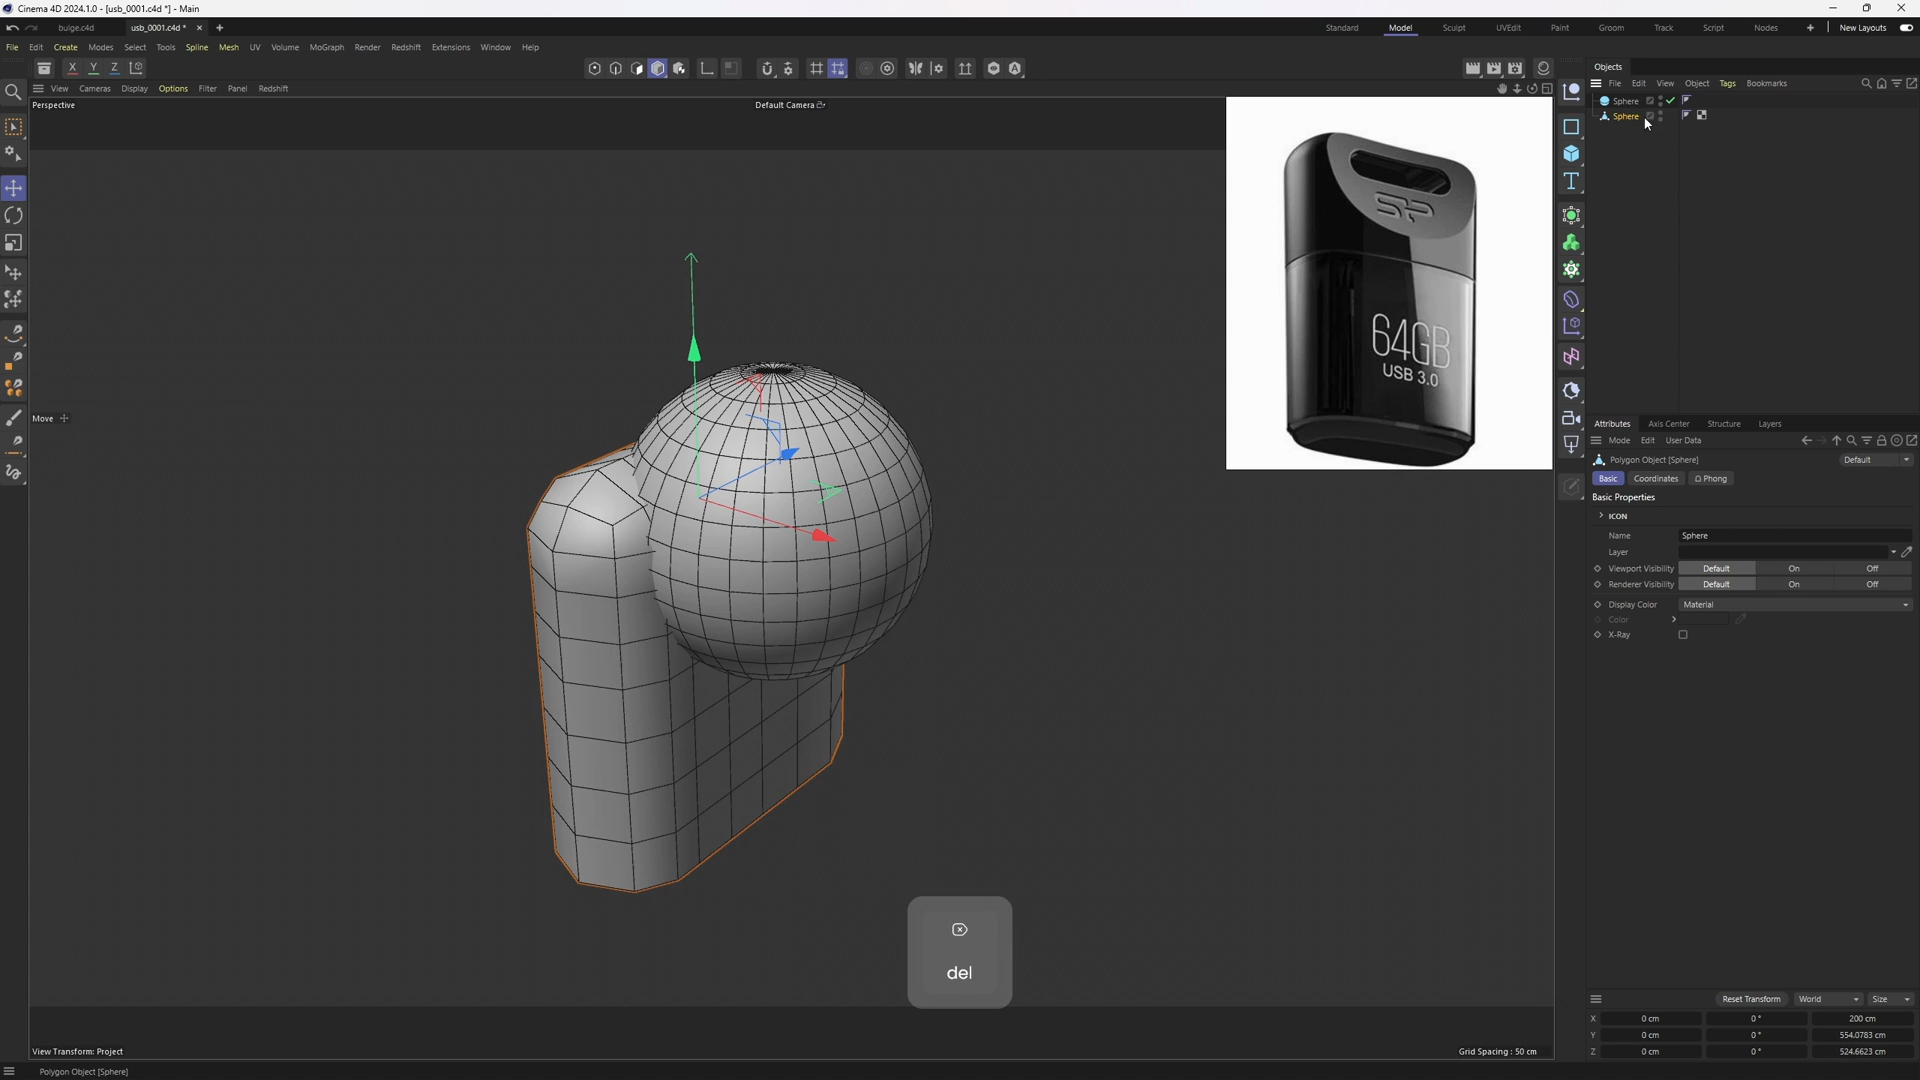 Cinema 4D 2024.1.0 - [usb_0001.c4d *] - Main
bulge.c4d
usb_0001.c4d *
Standard
Model
Sculpt
UVEdit
Paint
Groom
Track
Script
Nodes
New Layouts
File Edit Create Modes Select Tools Spline Mesh UV Volume MoGraph Render Redshift Extensions Window Help
X Y Z
Objects
View Cameras Display Options Filter Panel Redshift
File Edit View Object Tags Bookmarks
Perspective
Default Camera
Sphere
Sphere
SP
64GB
USB 3.0
Move
Attributes Axis Center Structure Layers
Mode Edit User Data
Polygon Object [Sphere]
Default
Basic Coordinates Phong
Basic Properties
ICON
Name Sphere
Layer
Viewport Visibility Default On Off
Renderer Visibility Default On Off
Display Color Material
Color
X-Ray
del
Reset Transform World Size
X 0 cm 0 ° 200 cm
Y 0 cm 0 ° 554.0783 cm
Z 0 cm 0 ° 524.6623 cm
View Transform: Project
Grid Spacing : 50 cm
Polygon Object [Sphere]